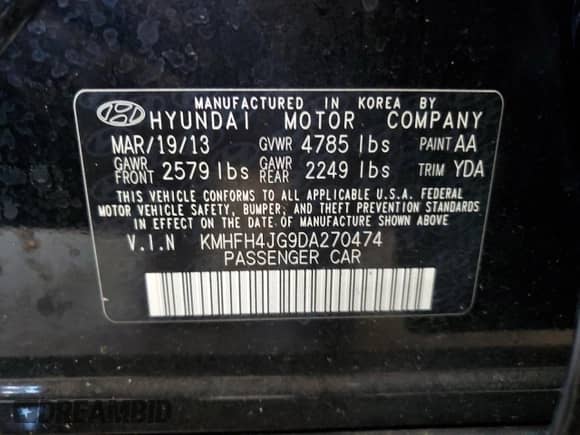 MANUFACTURED IN KOREA BY
HYUNDAI MOTOR COMPANY
MAR/19/13 GVWR 4785 lbs PAINT AA
GAWR FRONT 2579 lbs GAWR REAR 2249 lbs TRIM YDA
THIS VEHICLE CONFORMS TO ALL APPLICABLE U.S.A. FEDERAL
MOTOR VEHICLE SAFETY, BUMPER, AND THEFT PREVENTION STANDARDS
IN EFFECT ON THE DATE OF MANUFACTURE SHOWN ABOVE.
V.I.N KMHFH4JG9DA270474
PASSENGER CAR
DREAMBID